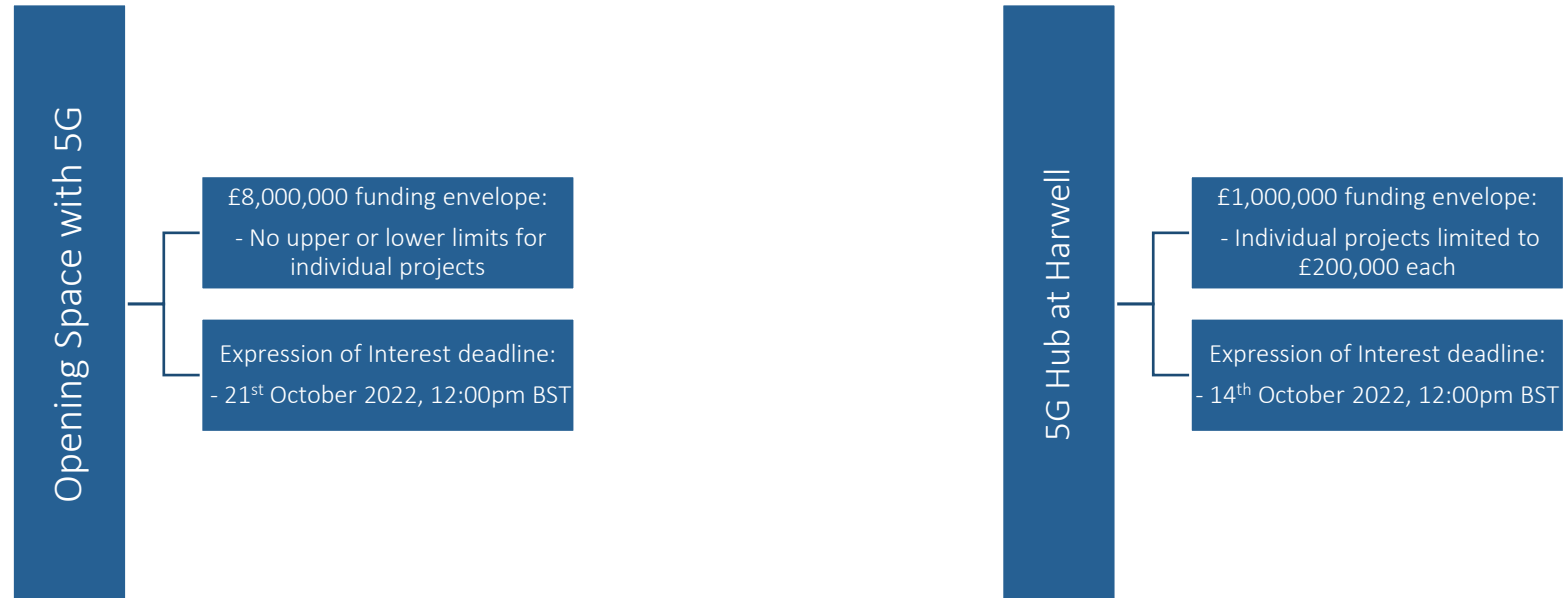 Opening Space with 5G
£8,000,000 funding envelope:
- No upper or lower limits for
individual projects
Expression of Interest deadline:
- 21st October 2022, 12:00pm BST
5G Hub at Harwell
£1,000,000 funding envelope:
- Individual projects limited to
£200,000 each
Expression of Interest deadline:
- 14th October 2022, 12:00pm BST